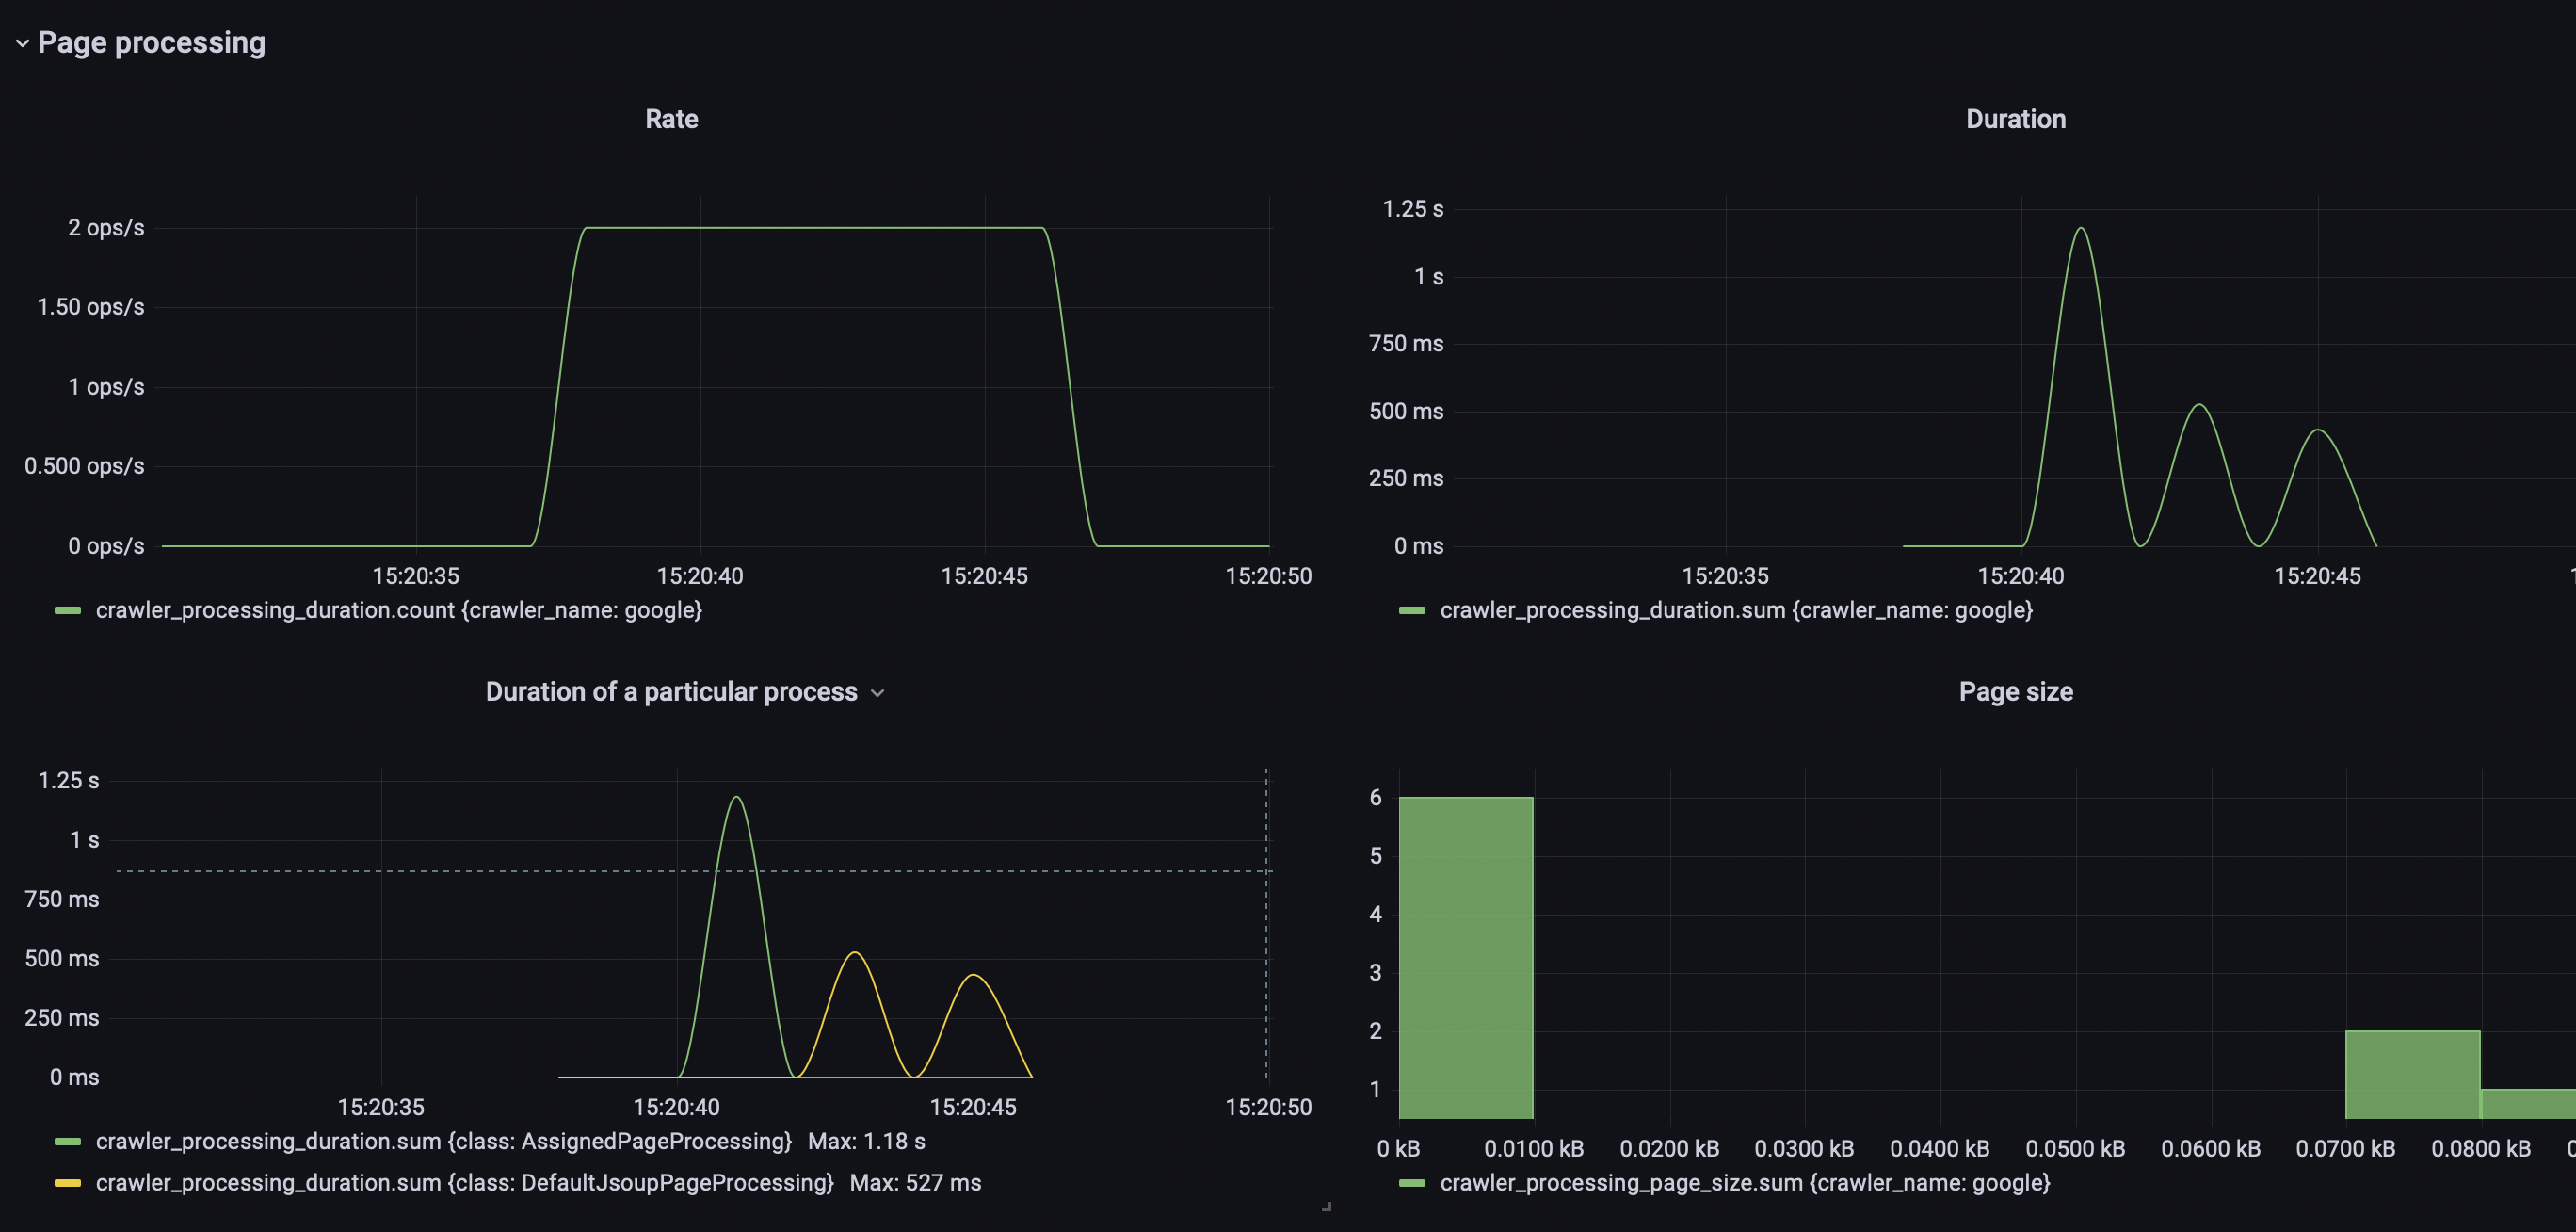 Page processing
Rate
2 ops/s
1.50 ops/s
1 ops/s
0.500 ops/s
0 ops/s
15:20:35 15:20:40 15:20:45 15:20:50
crawler_processing_duration.count {crawler_name: google}
Duration
1.25 s
1 s
750 ms
500 ms
250 ms
0 ms
15:20:35 15:20:40 15:20:45
crawler_processing_duration.sum {crawler_name: google}
Duration of a particular process
1.25 s
1 s
750 ms
500 ms
250 ms
0 ms
15:20:35 15:20:40 15:20:45 15:20:50
crawler_processing_duration.sum {class: AssignedPageProcessing} Max: 1.18 s
crawler_processing_duration.sum {class: DefaultJsoupPageProcessing} Max: 527 ms
Page size
6
5
4
3
2
1
0 kB 0.0100 kB 0.0200 kB 0.0300 kB 0.0400 kB 0.0500 kB 0.0600 kB 0.0700 kB 0.0800 kB
crawler_processing_page_size.sum {crawler_name: google}